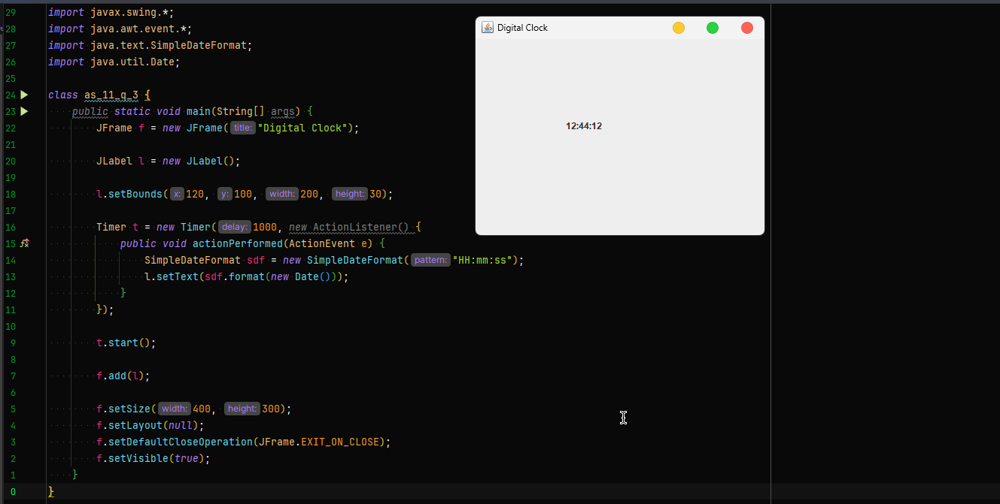 29 import javax.swing.*;
28 import java.awt.event.*;
27 import java.text.SimpleDateFormat;
26 import java.util.Date;
25
24 class as_11_q_3 {
23 public static void main(String[] args) {
22 JFrame f = new JFrame( title: "Digital Clock");
21
20 JLabel l = new JLabel();
19
18 l.setBounds( x: 120, y: 100, width: 200, height: 30);
17
16 Timer t = new Timer( delay: 1000, new ActionListener() {
15 public void actionPerformed(ActionEvent e) {
14 SimpleDateFormat sdf = new SimpleDateFormat( pattern: "HH:mm:ss");
13 l.setText(sdf.format(new Date()));
12 }
11 });
10
9 t.start();
8
7 f.add(l);
6
5 f.setSize( width: 400, height: 300);
4 f.setLayout(null);
3 f.setDefaultCloseOperation(JFrame.EXIT_ON_CLOSE);
2 f.setVisible(true);
1 }
0 }
Digital Clock
12:44:12